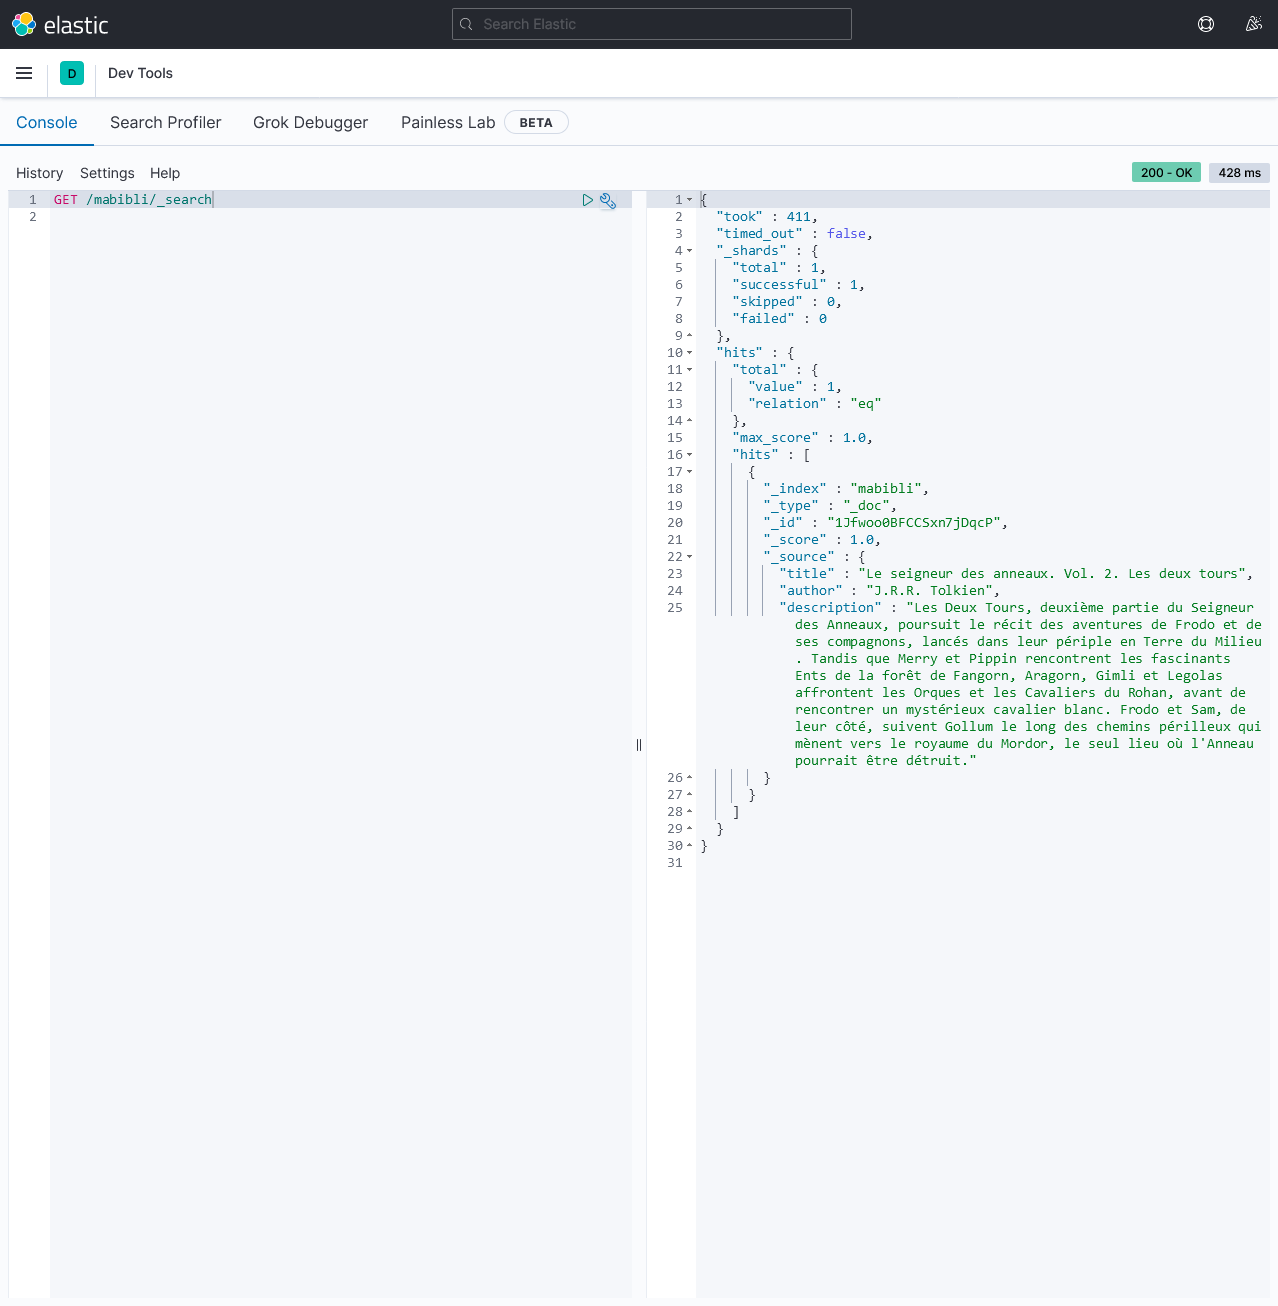 elastic
Search Elastic
D
Dev Tools
Console
Search Profiler
Grok Debugger
Painless Lab
BETA
History
Settings
Help
200 - OK
428 ms
1 GET /mabibli/_search
2
1 {
2 "took" : 411,
3 "timed_out" : false,
4 "_shards" : {
5 "total" : 1,
6 "successful" : 1,
7 "skipped" : 0,
8 "failed" : 0
9 },
10 "hits" : {
11 "total" : {
12 "value" : 1,
13 "relation" : "eq"
14 },
15 "max_score" : 1.0,
16 "hits" : [
17 {
18 "_index" : "mabibli",
19 "_type" : "_doc",
20 "_id" : "1Jfwoo0BFCCSxn7jDqcP",
21 "_score" : 1.0,
22 "_source" : {
23 "title" : "Le seigneur des anneaux. Vol. 2. Les deux tours",
24 "author" : "J.R.R. Tolkien",
25 "description" : "Les Deux Tours, deuxième partie du Seigneur
des Anneaux, poursuit le récit des aventures de Frodo et de
ses compagnons, lancés dans leur périple en Terre du Milieu
. Tandis que Merry et Pippin rencontrent les fascinants
Ents de la forêt de Fangorn, Aragorn, Gimli et Legolas
affrontent les Orques et les Cavaliers du Rohan, avant de
rencontrer un mystérieux cavalier blanc. Frodo et Sam, de
leur côté, suivent Gollum le long des chemins périlleux qui
mènent vers le royaume du Mordor, le seul lieu où l'Anneau
pourrait être détruit."
26 }
27 }
28 ]
29 }
30 }
31